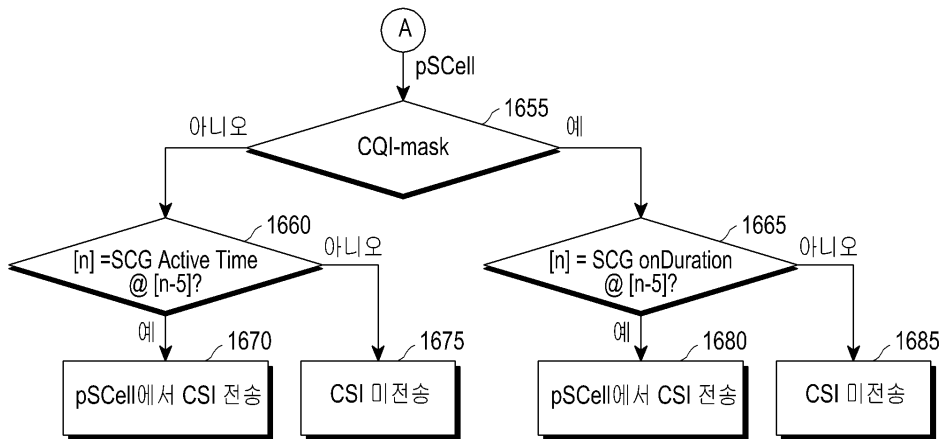 A
pSCell
1655
아니오
예
CQI-mask
1660
1665
[n] =SCG Active Time
@ [n-5]?
아니오
[n] = SCG onDuration
@ [n-5]?
아니오
예
예
1670
1675
1680
1685
pSCell에서 CSI 전송
CSI 미전송
pSCell에서 CSI 전송
CSI 미전송